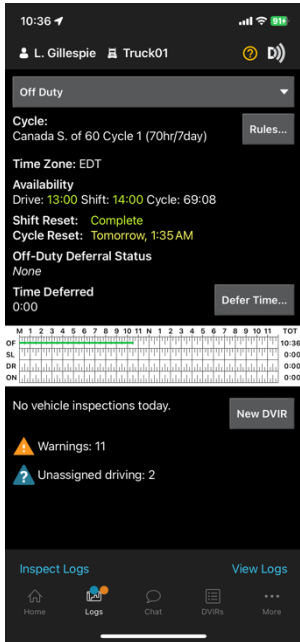 10:36
91
L. Gillespie Truck01 ? D))
Off Duty
Cycle:
Canada S. of 60 Cycle 1 (70hr/7day)
Rules...
Time Zone: EDT
Availability
Drive: 13:00 Shift: 14:00 Cycle: 69:08
Shift Reset: Complete
Cycle Reset: Tomorrow, 1:35 AM
Off-Duty Deferral Status
None
Time Deferred
0:00
Defer Time...
M 1 2 3 4 5 6 7 8 9 10 11 N 1 2 3 4 5 6 7 8 9 10 11 TOT
OF 10:36
SL 0:00
DR 0:00
ON 0:00
No vehicle inspections today.
New DVIR
Warnings: 11
? Unassigned driving: 2
Inspect Logs View Logs
Home Logs Chat DVIRs More